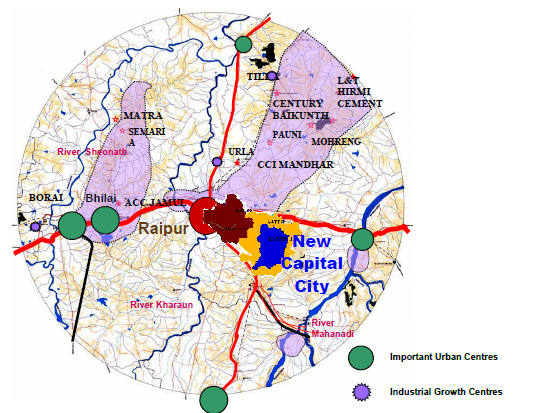 TILDA
L&T
HIRMI
CEMENT
CENTURY
BAIKUNTH
MATRA
SEMARI
A
PAUNI
MOHRENG
River Sheonath
URLA
CCI MANDHAR
BORAI
Bhilai
ACC JAMUL
Raipur
New
Capital
City
River Kharaun
River
Mahanadi
Important Urban Centres
Industrial Growth Centres